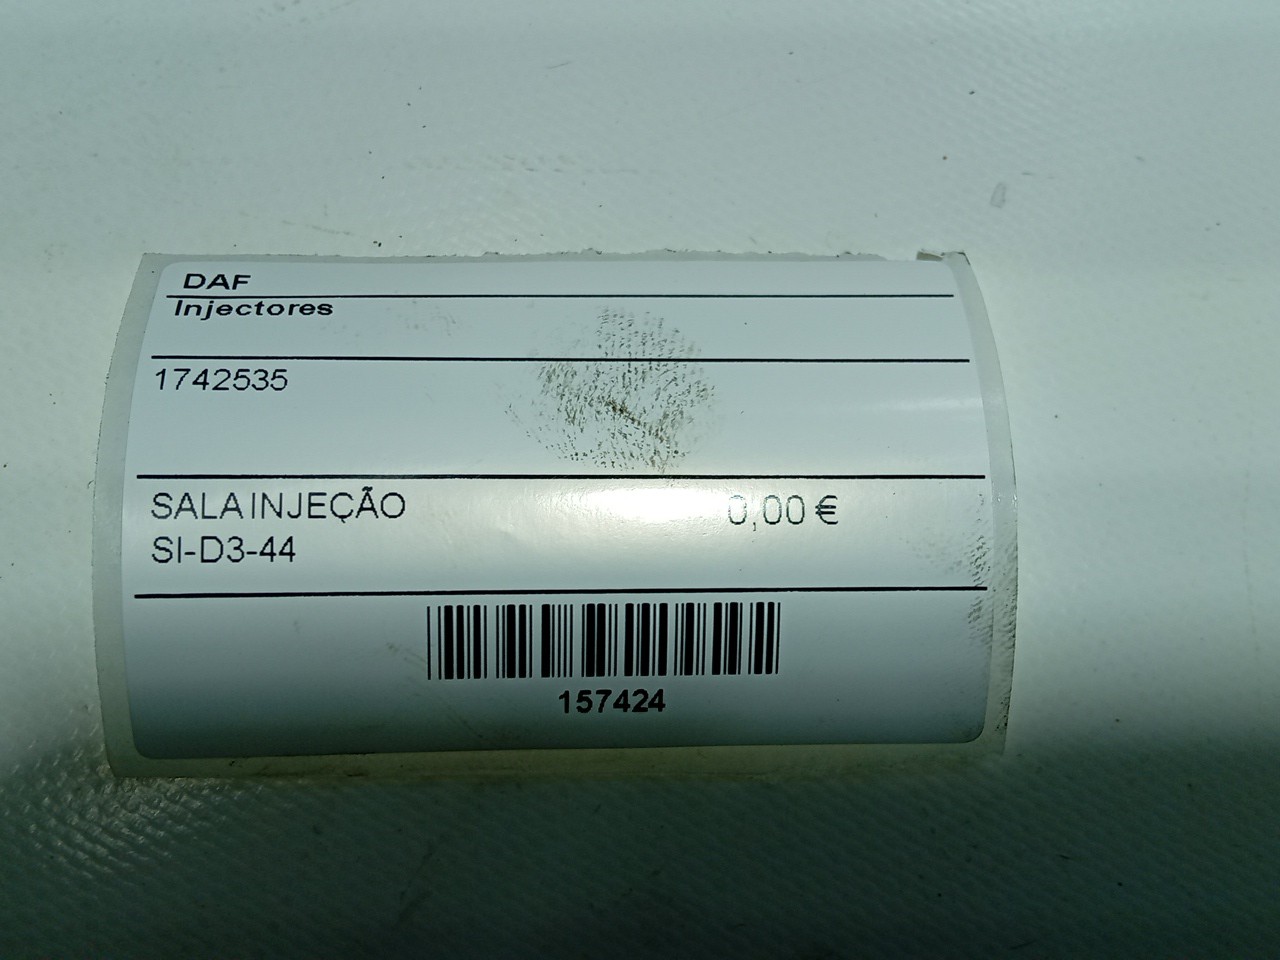 DAF
Injectores
1742535
SALA INJEÇÃO 0,00 €
SI-D3-44
157424